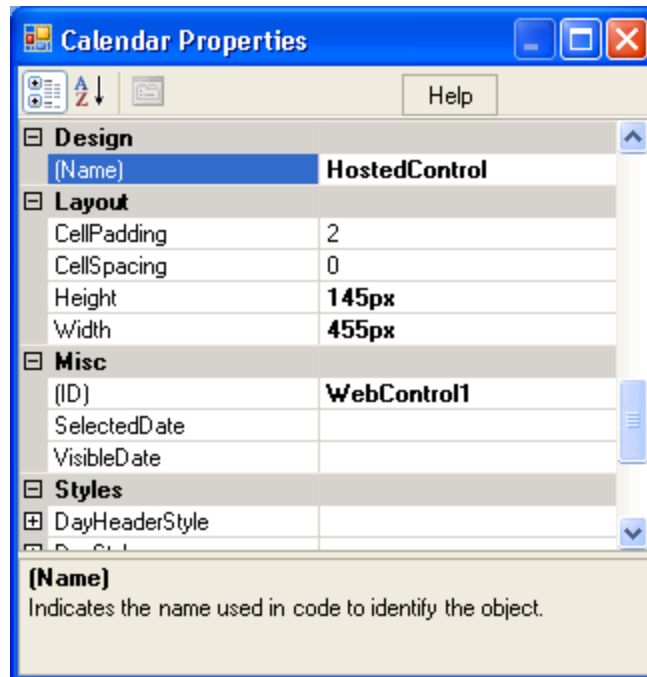 Calendar Properties
A Z Help
Design
(Name) HostedControl
Layout
CellPadding 2
CellSpacing 0
Height 145px
Width 455px
Misc
(ID) WebControl1
SelectedDate
VisibleDate
Styles
DayHeaderStyle
(Name)
Indicates the name used in code to identify the object.